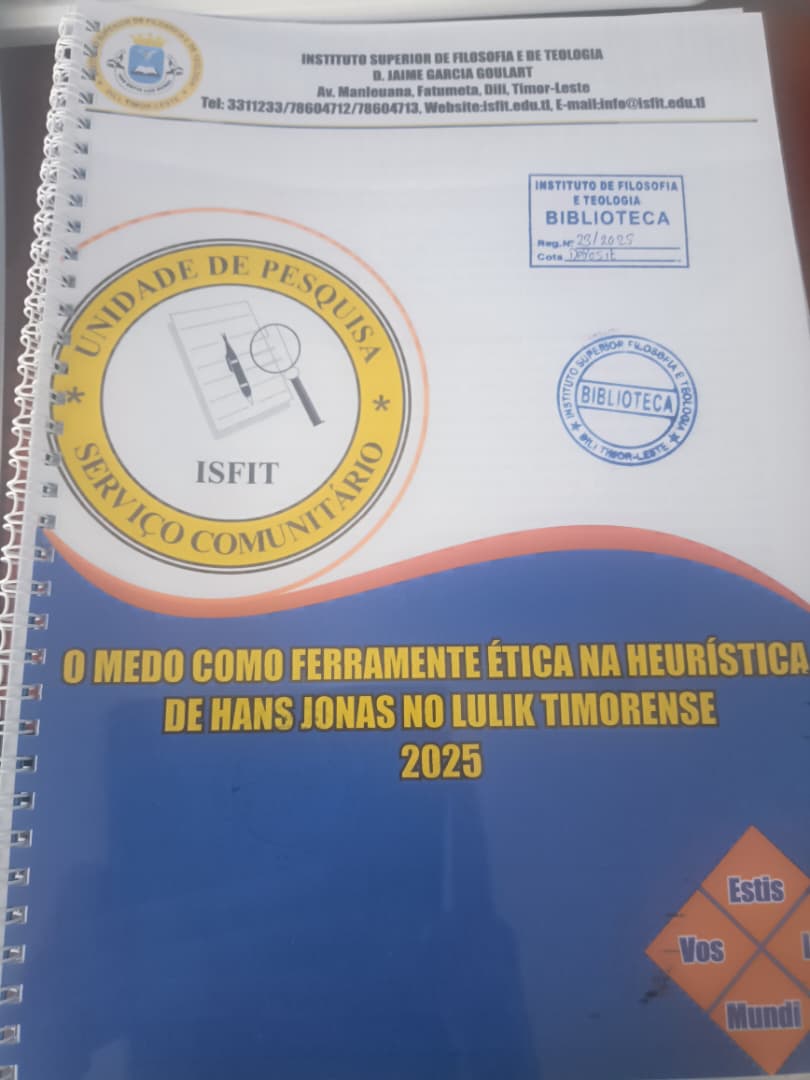 INSTITUTO SUPERIOR DE FILOSOFIA E DE TEOLOGIA
D. JAIME GARCIA GOULART
Av. Manleuana, Fatumeta, Dili, Timor-Leste
Tel: 3311233/78604712/78604713, Website:isfit.edu.tl, E-mail:info@isfit.edu.tl
INSTITUTO DE FILOSOFIA
E TEOLOGIA
BIBLIOTECA
Reg.Nº 23/2025
Cota Deposit
UNIDADE DE PESQUISA
ISFIT
* SERVIÇO COMUNITÁRIO *
INSTITUTO SUPERIOR FILOSOFIA E TEOLOGIA
BIBLIOTECA
★ DILI TIMOR-LESTE ★
O MEDO COMO FERRAMENTE ÉTICA NA HEURÍSTICA
DE HANS JONAS NO LULIK TIMORENSE
2025
Estis
Vos
Mundi